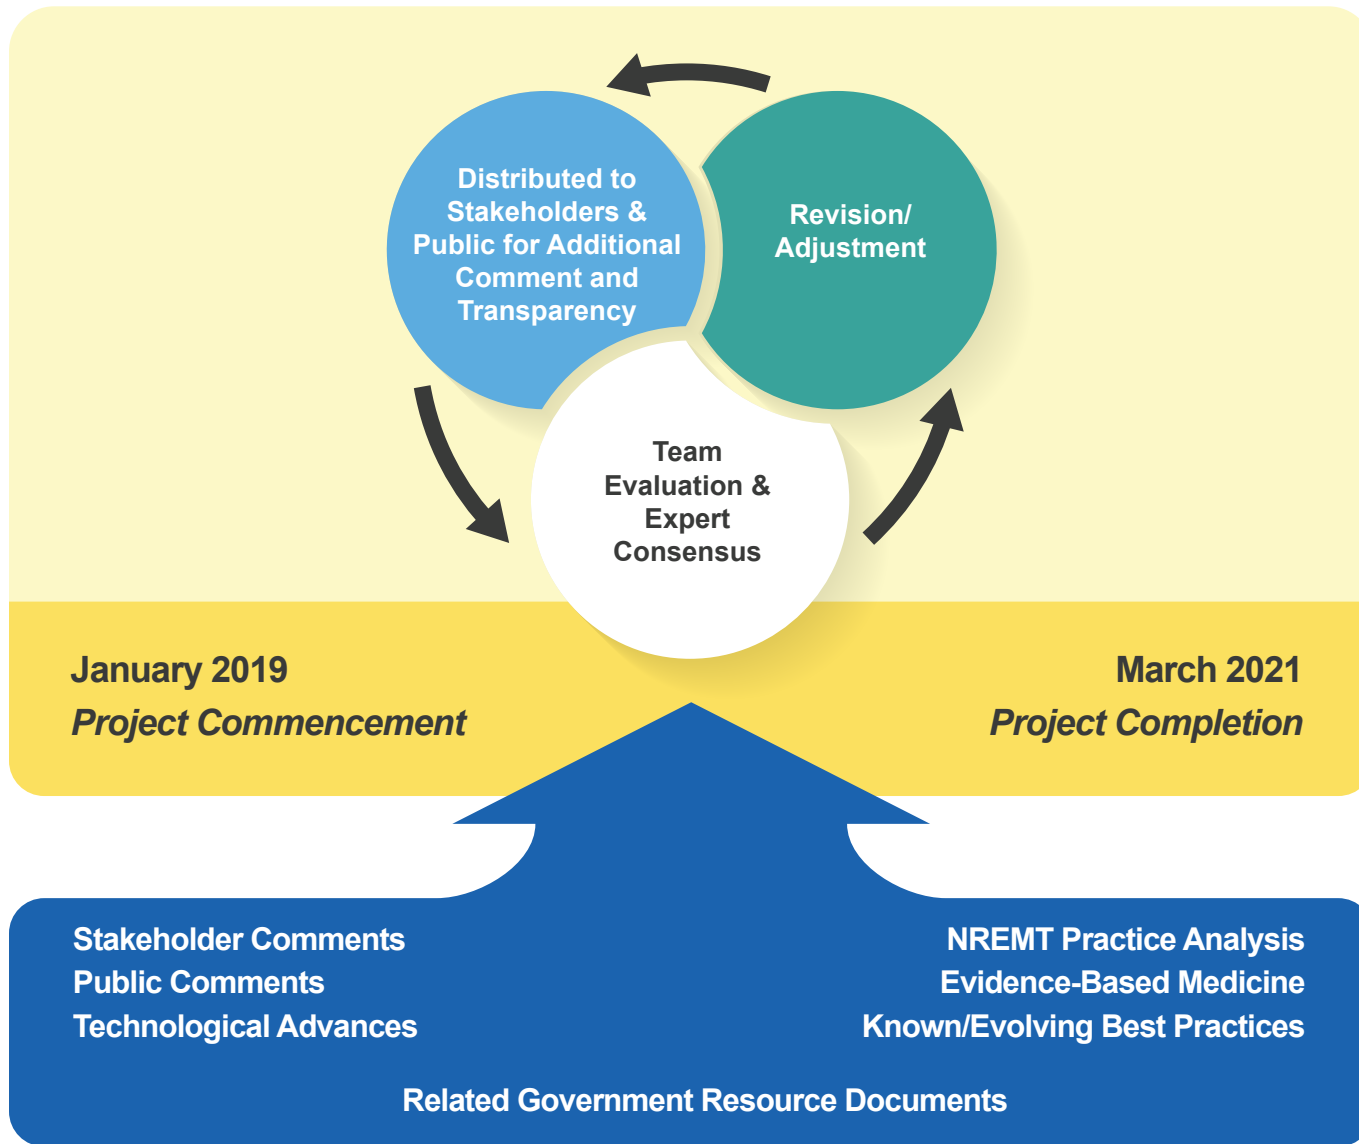 Distributed to
Stakeholders &
Public for Additional
Comment and
Transparency
Revision/
Adjustment
Team
Evaluation &
Expert
Consensus
January 2019
Project Commencement
March 2021
Project Completion
Stakeholder Comments
Public Comments
Technological Advances
NREMT Practice Analysis
Evidence-Based Medicine
Known/Evolving Best Practices
Related Government Resource Documents